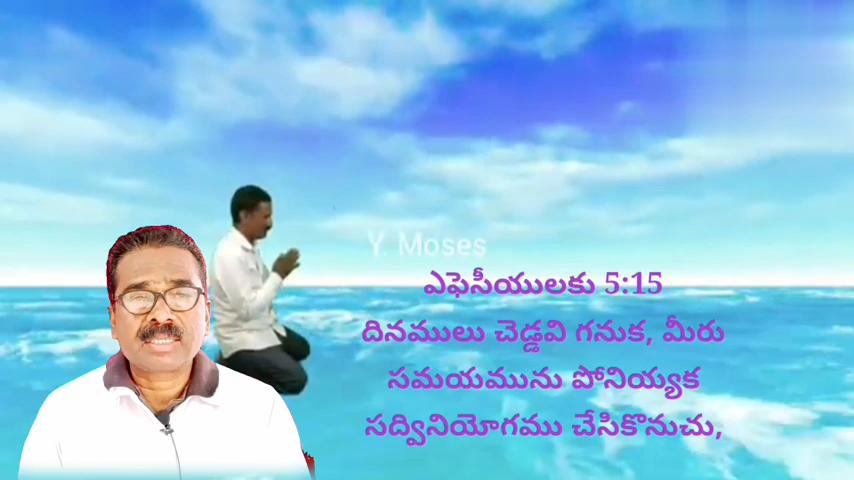 Y. Moses
ఎఫెసీయులకు 5:15
దినములు చెడ్డవి గనుక, మీరు
సమయమును పోనియ్యక
సద్వినియోగము చేసికొనుచు,